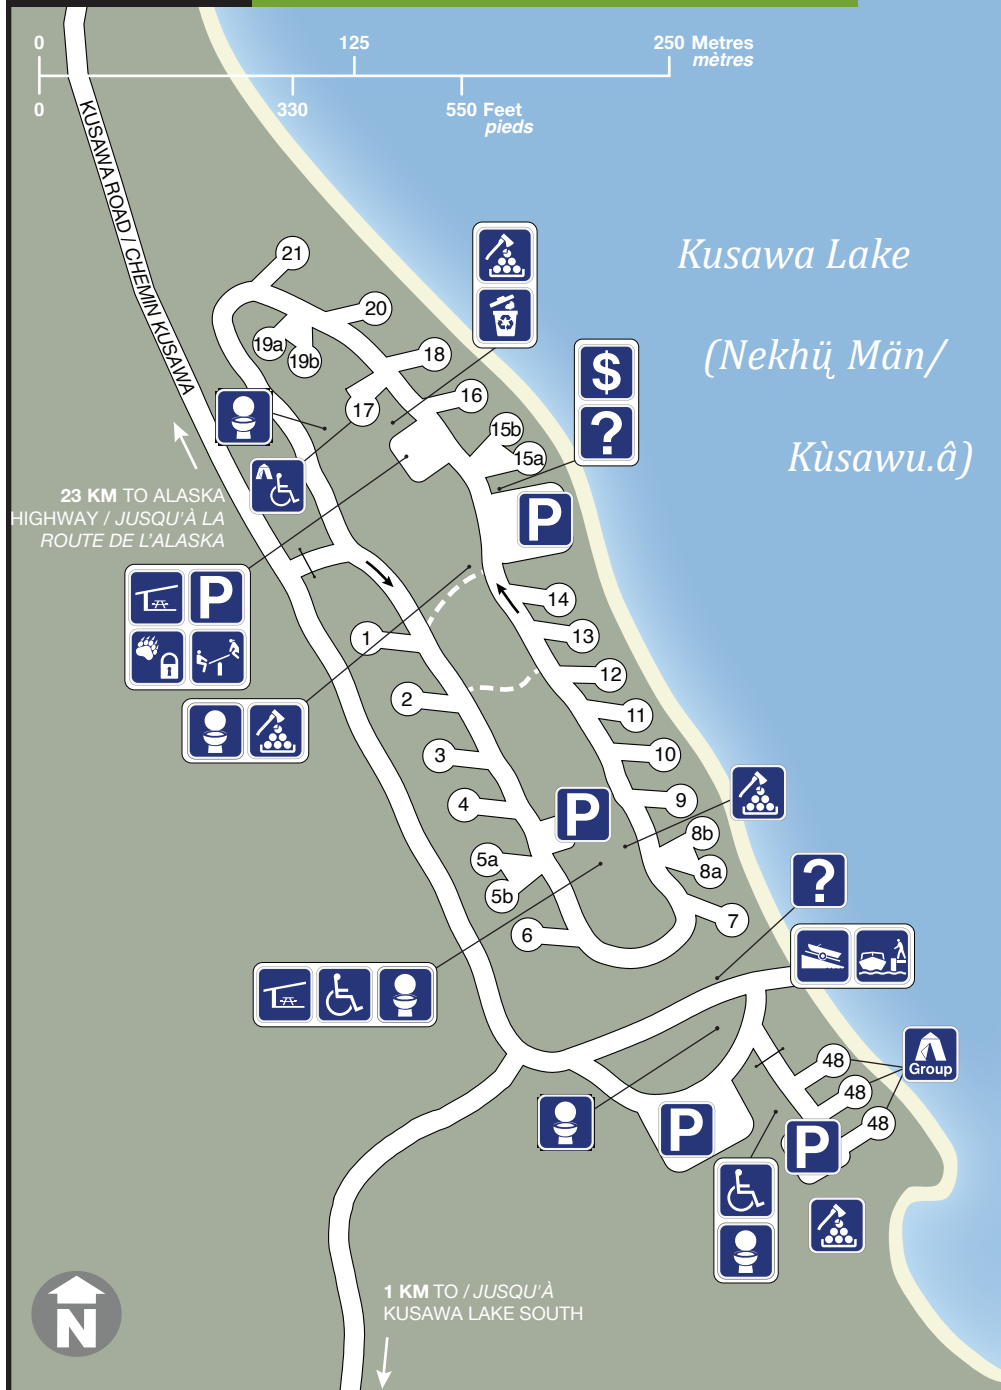 0 125 250 Metres
mètres
0 330 550 Feet
pieds
KUSAWA ROAD / CHEMIN KUSAWA
Kusawa Lake
(Nekhų̈ Män/
Kùsawu.â)
21
20
19a
19b
18
17
16
15b
15a
$
?
P
23 KM TO ALASKA
HIGHWAY / JUSQU'À LA
ROUTE DE L'ALASKA
P
14
13
1
12
2
11
3
10
4
9
P
8b
5a
8a
5b
7
6
?
48
48
48
Group
P
P
N
1 KM TO / JUSQU'À
KUSAWA LAKE SOUTH